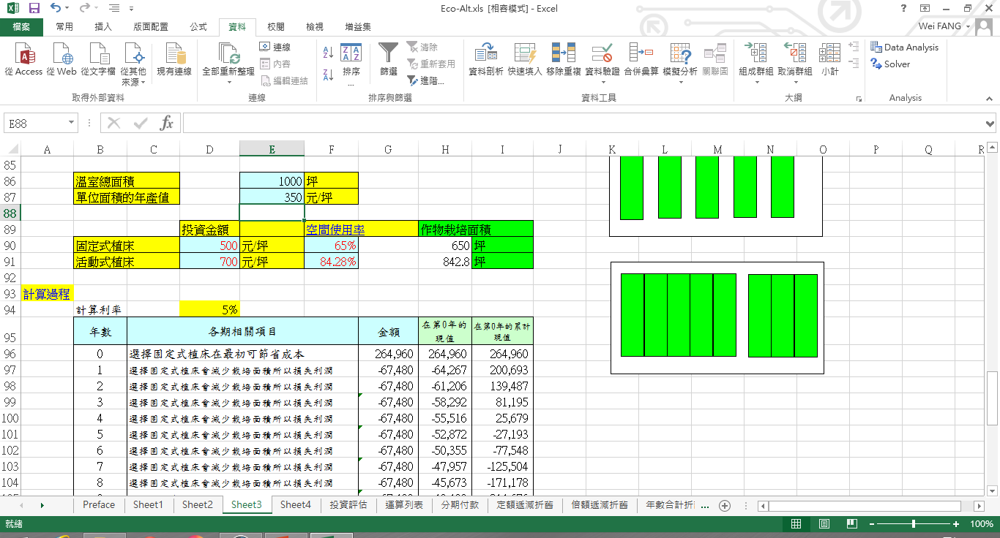 Eco-Alt.xls [相容模式] - Excel
檔案 常用 插入 版面配置 公式 資料 校閱 檢視 增益集 Wei FANG
從 Access 從 Web 從文字檔 從其他來源 現有連線 全部重新整理 連線 內容 編輯連結 排序... 篩選 清除 重新套用 進階... 資料剖析 快速填入 移除重複 資料驗證 合併彙算 模擬分析 關聯圖 組成群組 取消群組 小計 Data Analysis Solver
取得外部資料 連線 排序與篩選 資料工具 大綱 Analysis
E88 fx
A B C D E F G H I J K L M N O P Q R
85
86 溫室總面積 1000 坪
87 單位面積的年產值 350 元/坪
88
89 投資金額 空間使用率 作物栽培面積
90 固定式植床 500 元/坪 65% 650 坪
91 活動式植床 700 元/坪 84.28% 842.8 坪
92
93 計算過程
94 計算利率 5%
95 年數 各期相關項目 金額 在第0年的現值 在第0年的累計現值
96 0 選擇固定式植床在最初可節省成本 264,960 264,960 264,960
97 1 選擇固定式植床會減少栽培面積所以損失利潤 -67,480 -64,267 200,693
98 2 選擇固定式植床會減少栽培面積所以損失利潤 -67,480 -61,206 139,487
99 3 選擇固定式植床會減少栽培面積所以損失利潤 -67,480 -58,292 81,195
100 4 選擇固定式植床會減少栽培面積所以損失利潤 -67,480 -55,516 25,679
101 5 選擇固定式植床會減少栽培面積所以損失利潤 -67,480 -52,872 -27,193
102 6 選擇固定式植床會減少栽培面積所以損失利潤 -67,480 -50,355 -77,548
103 7 選擇固定式植床會減少栽培面積所以損失利潤 -67,480 -47,957 -125,504
104 8 選擇固定式植床會減少栽培面積所以損失利潤 -67,480 -45,673 -171,178
Preface Sheet1 Sheet2 Sheet3 Sheet4 投資評估 運算列表 分期付款 定額遞減折舊 倍額遞減折舊 年數合計折 ...
就緒 100%